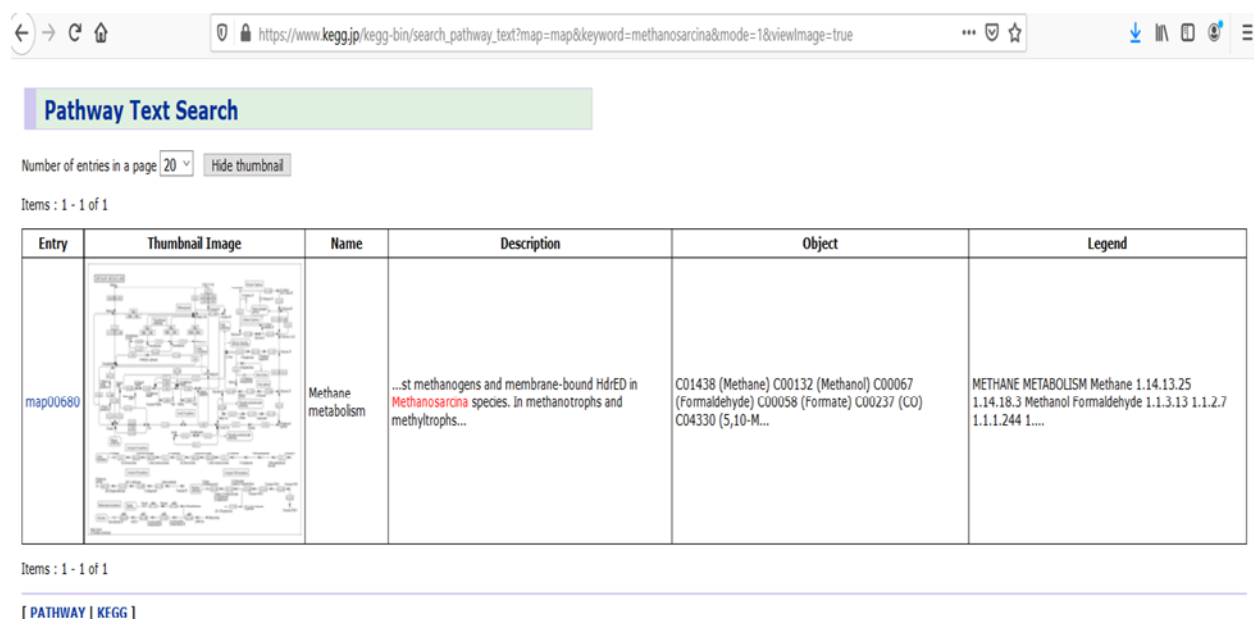 https://www.kegg.jp/kegg-bin/search_pathway_text?map=map&keyword=methanosarcina&mode=1&viewImage=true
Pathway Text Search
Number of entries in a page 20 Hide thumbnail
Items : 1 - 1 of 1
Entry Thumbnail Image Name Description Object Legend
map00680
Methane
metabolism
...st methanogens and membrane-bound HdrED in
Methanosarcina species. In methanotrophs and
methyltrophs...
C01438 (Methane) C00132 (Methanol) C00067
(Formaldehyde) C00058 (Formate) C00237 (CO)
C04330 (5,10-M...
METHANE METABOLISM Methane 1.14.13.25
1.14.18.3 Methanol Formaldehyde 1.1.3.13 1.1.2.7
1.1.1.244 1....
Items : 1 - 1 of 1
[ PATHWAY | KEGG ]